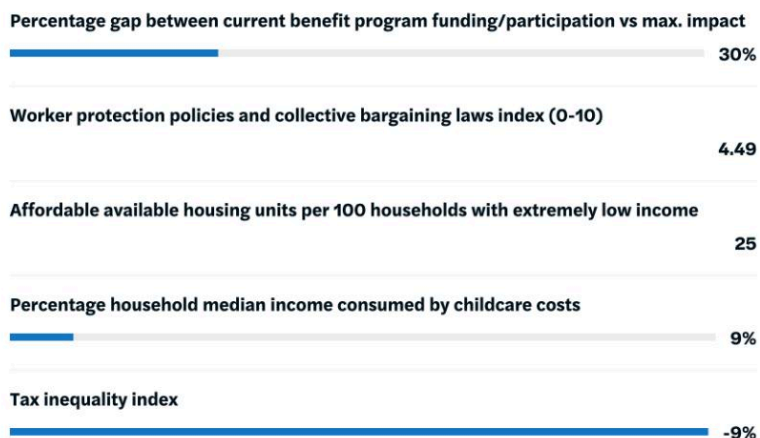 Percentage gap between current benefit program funding/participation vs max. impact
30%
Worker protection policies and collective bargaining laws index (0-10)
4.49
Affordable available housing units per 100 households with extremely low income
25
Percentage household median income consumed by childcare costs
9%
Tax inequality index
-9%